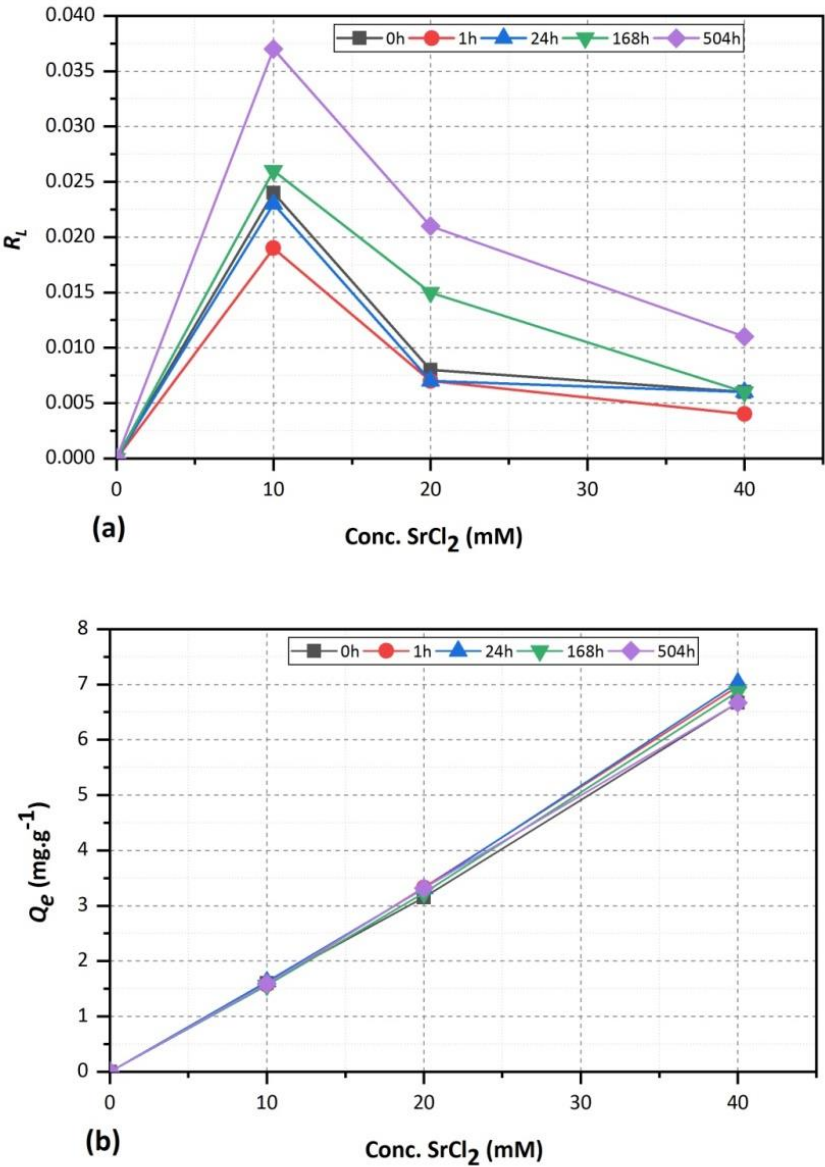 0h 1h 24h 168h 504h
0.040
0.035
0.030
0.025
0.020
0.015
0.010
0.005
0.000
R_L
0 10 20 30 40
(a)
Conc. SrCl2 (mM)
0h 1h 24h 168h 504h
8
7
6
5
4
3
2
1
0
Qe (mg.g-1)
0 10 20 30 40
(b)
Conc. SrCl2 (mM)